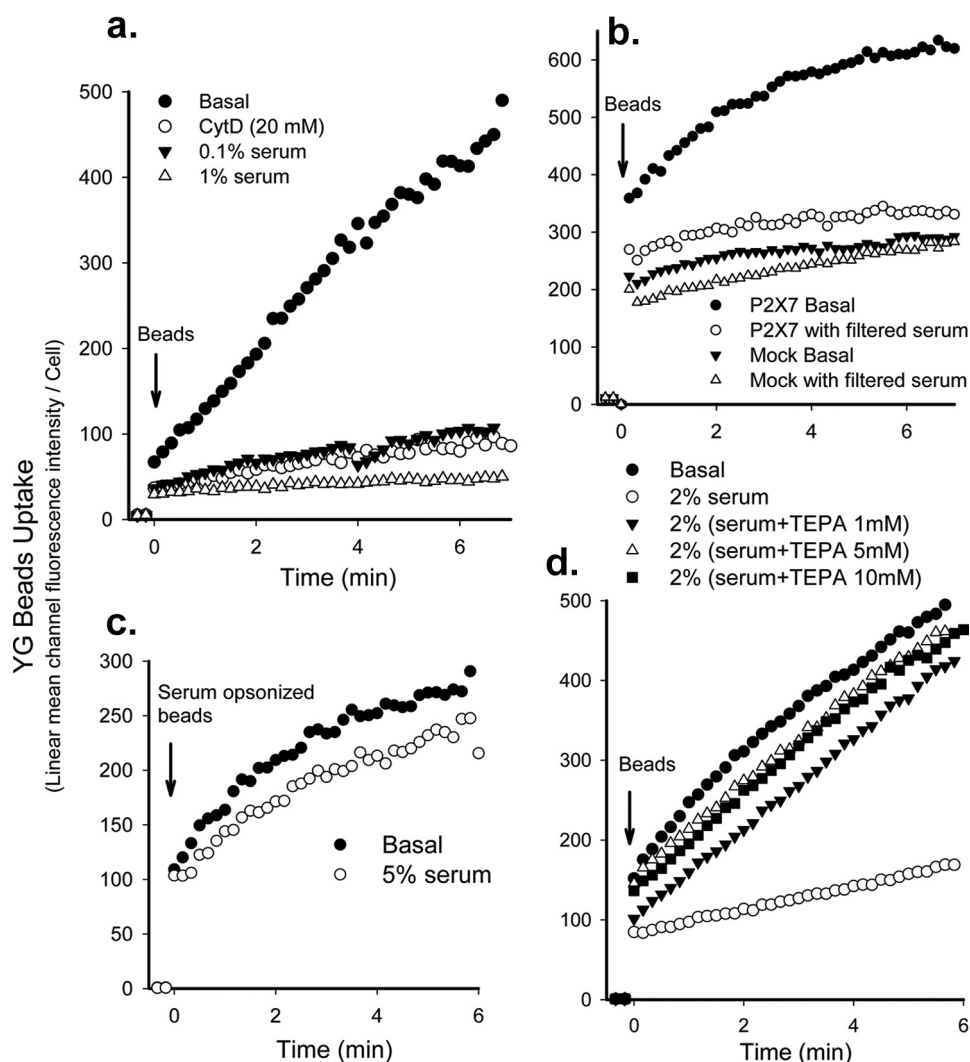 a.
500
400
300
200
100
0
0
2
4
6
Time (min)
Basal
CytD (20 mM)
0.1% serum
1% serum
Beads
YG Beads Uptake
(Linear mean channel fluorescence intensity / Cell)
b.
600
500
400
300
200
100
0
0
2
4
6
Beads
P2X7 Basal
P2X7 with filtered serum
Mock Basal
Mock with filtered serum
c.
300
250
200
150
100
50
0
0
2
4
6
Time (min)
Serum opsonized
beads
Basal
5% serum
Basal
2% serum
2% (serum+TEPA 1mM)
2% (serum+TEPA 5mM)
2% (serum+TEPA 10mM)
d.
500
400
300
200
100
0
0
2
4
6
Time (min)
Beads